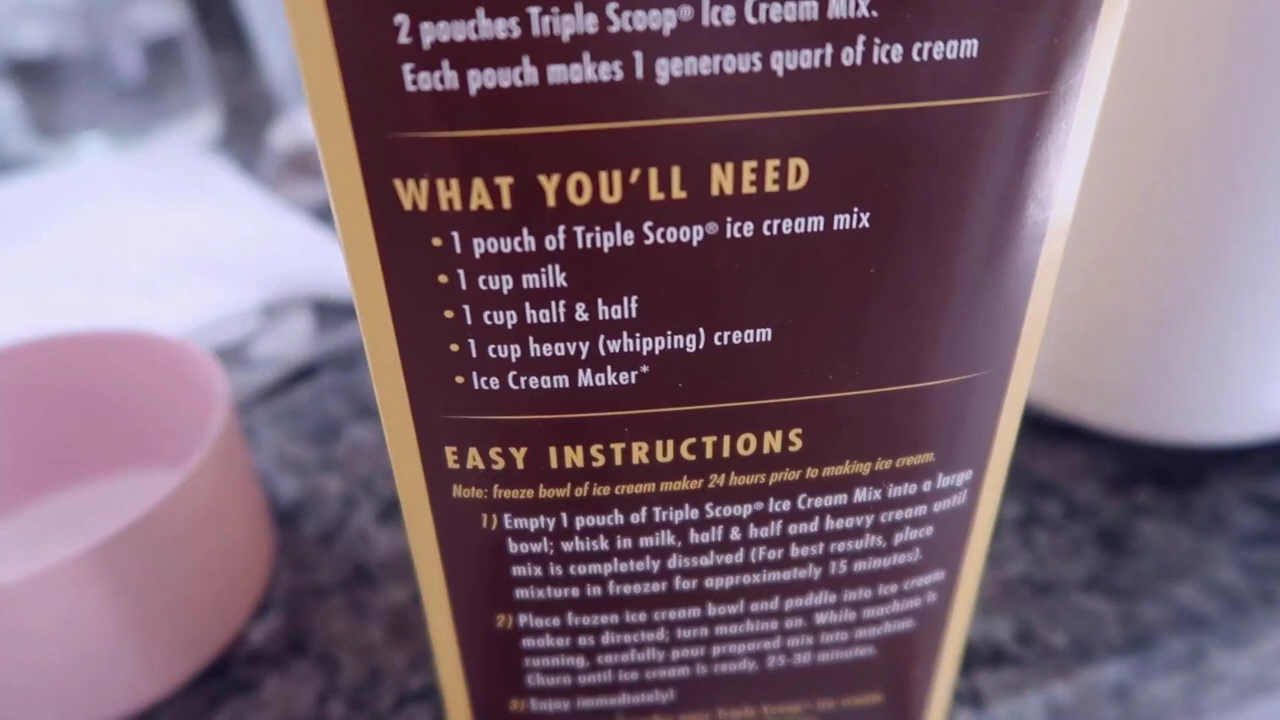 2 pouches Triple Scoop® Ice Cream Mix.
Each pouch makes 1 generous quart of ice cream
WHAT YOU'LL NEED
• 1 pouch of Triple Scoop® ice cream mix
• 1 cup milk
• 1 cup half & half
• 1 cup heavy (whipping) cream
• Ice Cream Maker*
EASY INSTRUCTIONS
Note: freeze bowl of ice cream maker 24 hours prior to making ice cream.
1) Empty 1 pouch of Triple Scoop® Ice Cream Mix into a large
bowl; whisk in milk, half & half and heavy cream until
mix is completely dissolved (For best results, place
mixture in freezer for approximately 15 minutes).
2) Place frozen ice cream bowl and paddle into ice cream
maker as directed; turn machine on. While machine is
running, carefully pour prepared mix into machine.
Churn until ice cream is ready, 25-30 minutes.
3) Enjoy immediately!
Triple Scoop® ice cream